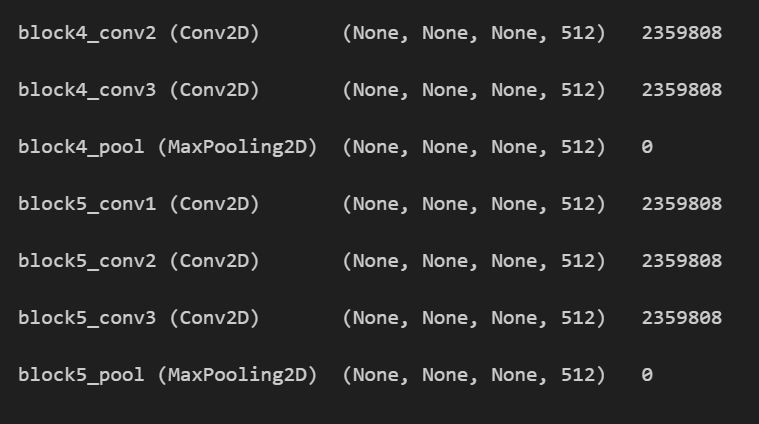 block4_conv2 (Conv2D) (None, None, None, 512) 2359808
block4_conv3 (Conv2D) (None, None, None, 512) 2359808
block4_pool (MaxPooling2D) (None, None, None, 512) 0
block5_conv1 (Conv2D) (None, None, None, 512) 2359808
block5_conv2 (Conv2D) (None, None, None, 512) 2359808
block5_conv3 (Conv2D) (None, None, None, 512) 2359808
block5_pool (MaxPooling2D) (None, None, None, 512) 0